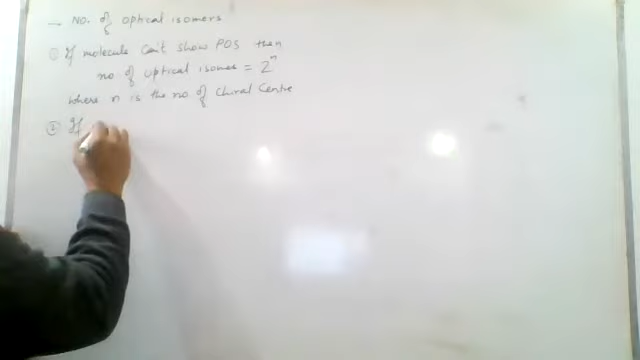 → No. of optical isomers
① If molecule Can't show POS then
no of optical isomes = 2ⁿ
where n is the no of Chiral Centre
② If